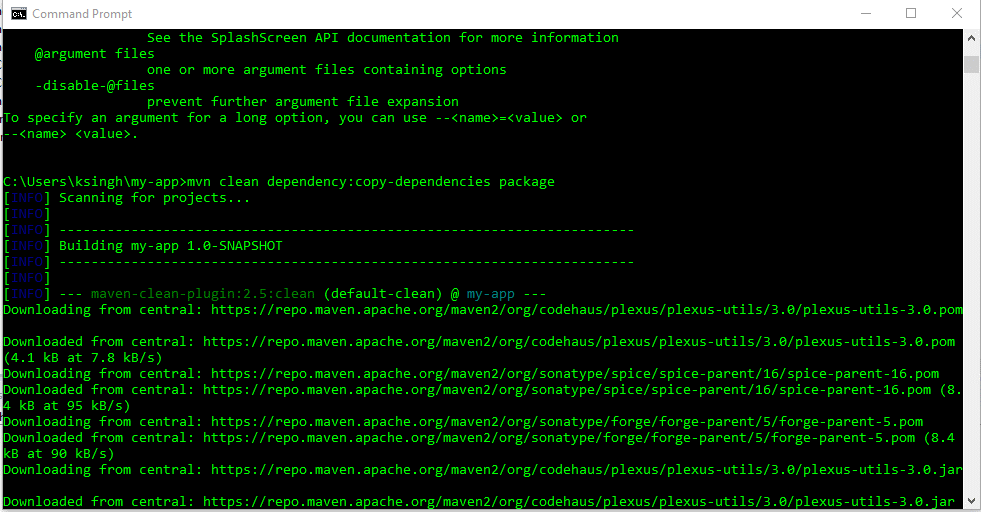 Command Prompt
See the SplashScreen API documentation for more information
@argument files
one or more argument files containing options
-disable-@files
prevent further argument file expansion
To specify an argument for a long option, you can use --<name>=<value> or
--<name> <value>.
C:\Users\ksingh\my-app>mvn clean dependency:copy-dependencies package
[INFO] Scanning for projects...
[INFO]
[INFO] ------------------------------------------------------------------------
[INFO] Building my-app 1.0-SNAPSHOT
[INFO] ------------------------------------------------------------------------
[INFO]
[INFO] --- maven-clean-plugin:2.5:clean (default-clean) @ my-app ---
Downloading from central: https://repo.maven.apache.org/maven2/org/codehaus/plexus/plexus-utils/3.0/plexus-utils-3.0.pom
Downloaded from central: https://repo.maven.apache.org/maven2/org/codehaus/plexus/plexus-utils/3.0/plexus-utils-3.0.pom
(4.1 kB at 7.8 kB/s)
Downloading from central: https://repo.maven.apache.org/maven2/org/sonatype/spice/spice-parent/16/spice-parent-16.pom
Downloaded from central: https://repo.maven.apache.org/maven2/org/sonatype/spice/spice-parent/16/spice-parent-16.pom (8.
4 kB at 95 kB/s)
Downloading from central: https://repo.maven.apache.org/maven2/org/sonatype/forge/forge-parent/5/forge-parent-5.pom
Downloaded from central: https://repo.maven.apache.org/maven2/org/sonatype/forge/forge-parent/5/forge-parent-5.pom (8.4
kB at 90 kB/s)
Downloading from central: https://repo.maven.apache.org/maven2/org/codehaus/plexus/plexus-utils/3.0/plexus-utils-3.0.jar
Downloaded from central: https://repo.maven.apache.org/maven2/org/codehaus/plexus/plexus-utils/3.0/plexus-utils-3.0.jar